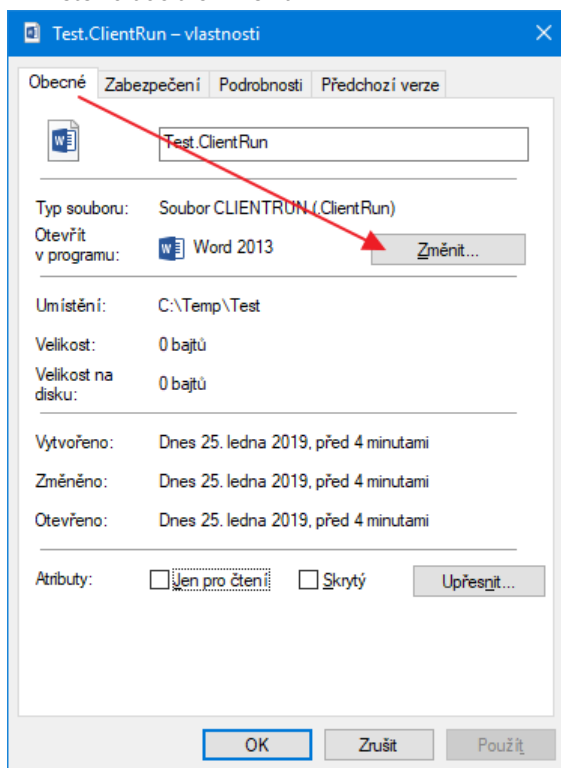 Test.ClientRun – vlastnosti
Obecné Zabezpečení Podrobnosti Předchozí verze
Test.ClientRun
Typ souboru: Soubor CLIENTRUN (.ClientRun)
Otevřít
v programu: Word 2013 Změnit...
Umístění: C:\Temp\Test
Velikost: 0 bajtů
Velikost na
disku: 0 bajtů
Vytvořeno: Dnes 25. ledna 2019, před 4 minutami
Změněno: Dnes 25. ledna 2019, před 4 minutami
Otevřeno: Dnes 25. ledna 2019, před 4 minutami
Atributy: Jen pro čtení Skrytý Upřesnit...
OK Zrušit Použít